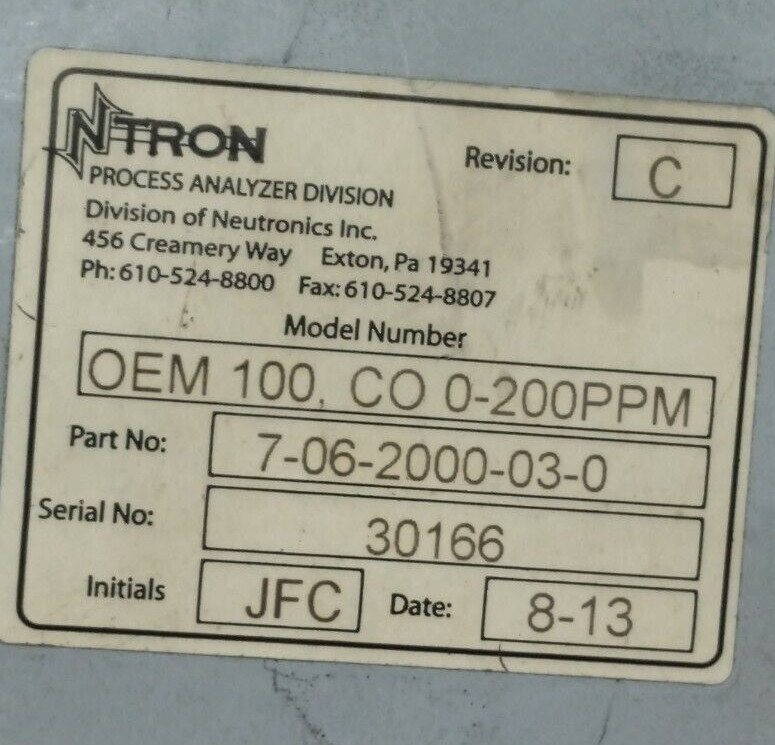 NTRON
Revision: C
PROCESS ANALYZER DIVISION
Division of Neutronics Inc.
456 Creamery Way Exton, Pa 19341
Ph: 610-524-8800 Fax: 610-524-8807
Model Number
OEM 100, CO 0-200PPM
Part No: 7-06-2000-03-0
Serial No: 30166
Initials JFC Date: 8-13